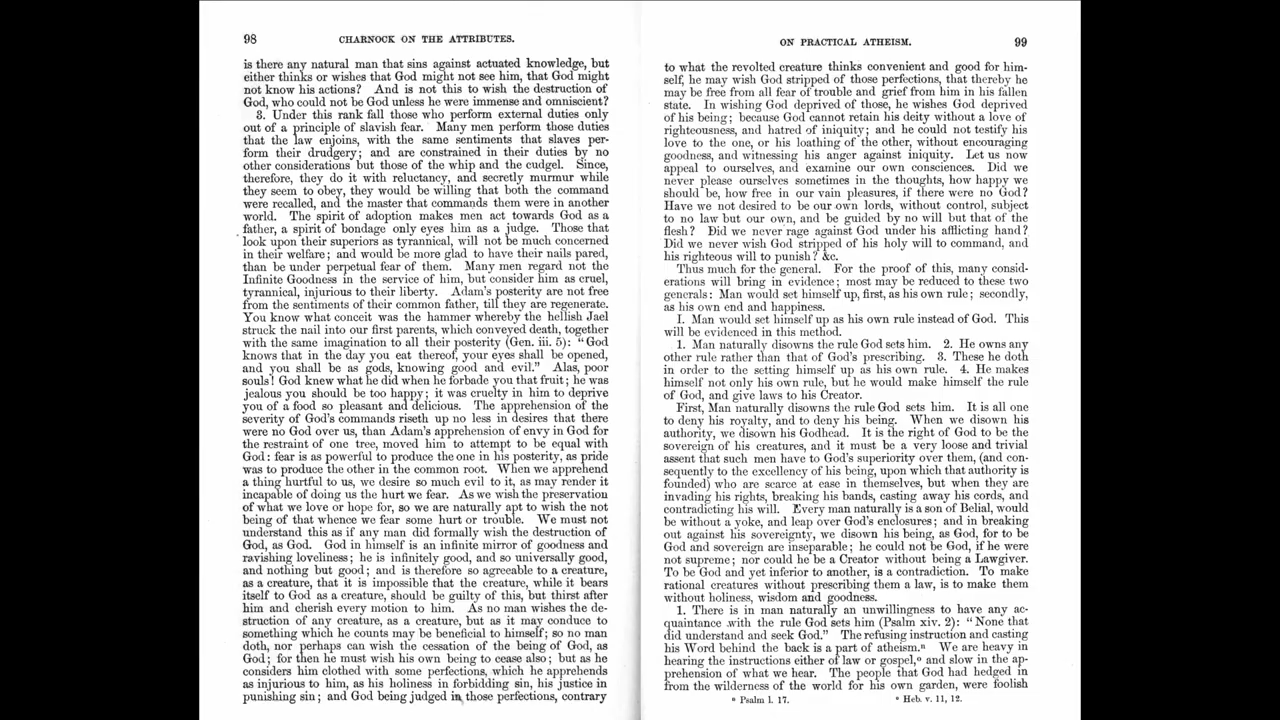 98 CHARNOCK ON THE ATTRIBUTES.
is there any natural man that sins against actuated knowledge, but
either thinks or wishes that God might not see him, that God might
not know his actions? And is not this to wish the destruction of
God, who could not be God unless he were immense and omniscient?
3. Under this rank fall those who perform external duties only
out of a principle of slavish fear. Many men perform those duties
that the law enjoins, with the same sentiments that slaves per-
form their drudgery; and are constrained in their duties by no
other considerations but those of the whip and the cudgel. Since,
therefore, they do it with reluctancy, and secretly murmur while
they seem to obey, they would be willing that both the command
were recalled, and the master that commands them were in another
world. The spirit of adoption makes men act towards God as a
father, a spirit of bondage only eyes him as a judge. Those that
look upon their superiors as tyrannical, will not be much concerned
in their welfare; and would be more glad to have their nails pared,
than be under perpetual fear of them. Many men regard not the
Infinite Goodness in the service of him, but consider him as cruel,
tyrannical, injurious to their liberty. Adam's posterity are not free
from the sentiments of their common father, till they are regenerate.
You know what conceit was the hammer whereby the hellish Jael
struck the nail into our first parents, which conveyed death, together
with the same imagination to all their posterity (Gen. iii. 5): "God
knows that in the day you eat thereof, your eyes shall be opened,
and you shall be as gods, knowing good and evil." Alas, poor
souls! God knew what he did when he forbade you that fruit; he was
jealous you should be too happy; it was cruelty in him to deprive
you of a food so pleasant and delicious. The apprehension of the
severity of God's commands riseth up no less in desires that there
were no God over us, than Adam's apprehension of envy in God for
the restraint of one tree, moved him to attempt to be equal with
God: fear is as powerful to produce the one in his posterity, as pride
was to produce the other in the common root. When we apprehend
a thing hurtful to us, we desire so much evil to it, as may render it
incapable of doing us the hurt we fear. As we wish the preservation
of what we love or hope for, so we are naturally apt to wish the not
being of that whence we fear some hurt or trouble. We must not
understand this as if any man did formally wish the destruction of
God, as God. God in himself is an infinite mirror of goodness and
ravishing loveliness; he is infinitely good, and so universally good,
and nothing but good; and is therefore so agreeable to a creature,
as a creature, that it is impossible that the creature, while it bears
itself to God as a creature, should be guilty of this, but thirst after
him and cherish every motion to him. As no man wishes the de-
struction of any creature, as a creature, but as it may conduce to
something which he counts may be beneficial to himself; so no man
doth, nor perhaps can wish the cessation of the being of God, as
God; for then he must wish his own being to cease also; but as he
considers him clothed with some perfections, which he apprehends
as injurious to him, as his holiness in forbidding sin, his justice in
punishing sin; and God being judged in those perfections, contrary
ON PRACTICAL ATHEISM. 99
to what the revolted creature thinks convenient and good for him-
self, he may wish God stripped of those perfections, that thereby he
may be free from all fear of trouble and grief from him in his fallen
state. In wishing God deprived of those, he wishes God deprived
of his being; because God cannot retain his deity without a love of
righteousness, and hatred of iniquity; and he could not testify his
love to the one, or his loathing of the other, without encouraging
goodness, and witnessing his anger against iniquity. Let us now
appeal to ourselves, and examine our own consciences. Did we
never please ourselves sometimes in the thoughts, how happy we
should be, how free in our vain pleasures, if there were no God?
Have we not desired to be our own lords, without control, subject
to no law but our own, and be guided by no will but that of the
flesh? Did we never rage against God under his afflicting hand?
Did we never wish God stripped of his holy will to command, and
his righteous will to punish? &c.
Thus much for the general. For the proof of this, many consid-
erations will bring in evidence; most may be reduced to these two
generals: Man would set himself up, first, as his own rule; secondly,
as his own end and happiness.
I. Man would set himself up as his own rule instead of God. This
will be evidenced in this method.
1. Man naturally disowns the rule God sets him. 2. He owns any
other rule rather than that of God's prescribing. 3. These he doth
in order to the setting himself up as his own rule. 4. He makes
himself not only his own rule, but he would make himself the rule
of God, and give laws to his Creator.
First, Man naturally disowns the rule God sets him. It is all one
to deny his royalty, and to deny his being. When we disown his
authority, we disown his Godhead. It is the right of God to be the
sovereign of his creatures, and it must be a very loose and trivial
assent that such men have to God's superiority over them, (and con-
sequently to the excellency of his being, upon which that authority is
founded) who are scarce at ease in themselves, but when they are
invading his rights, breaking his bands, casting away his cords, and
contradicting his will. Every man naturally is a son of Belial, would
be without a yoke, and leap over God's enclosures; and in breaking
out against his sovereignty, we disown his being, as God, for to be
God and sovereign are inseparable; he could not be God, if he were
not supreme; nor could he be a Creator without being a Lawgiver.
To be God and yet inferior to another, is a contradiction. To make
rational creatures without prescribing them a law, is to make them
without holiness, wisdom and goodness.
1. There is in man naturally an unwillingness to have any ac-
quaintance with the rule God sets him (Psalm xiv. 2): "None that
did understand and seek God." The refusing instruction and casting
his Word behind the back is a part of atheism.ⁿ We are heavy in
hearing the instructions either of law or gospel,ᵒ and slow in the ap-
prehension of what we hear. The people that God had hedged in
from the wilderness of the world for his own garden, were foolish
ⁿ Psalm l. 17. ᵒ Heb. v. 11, 12.